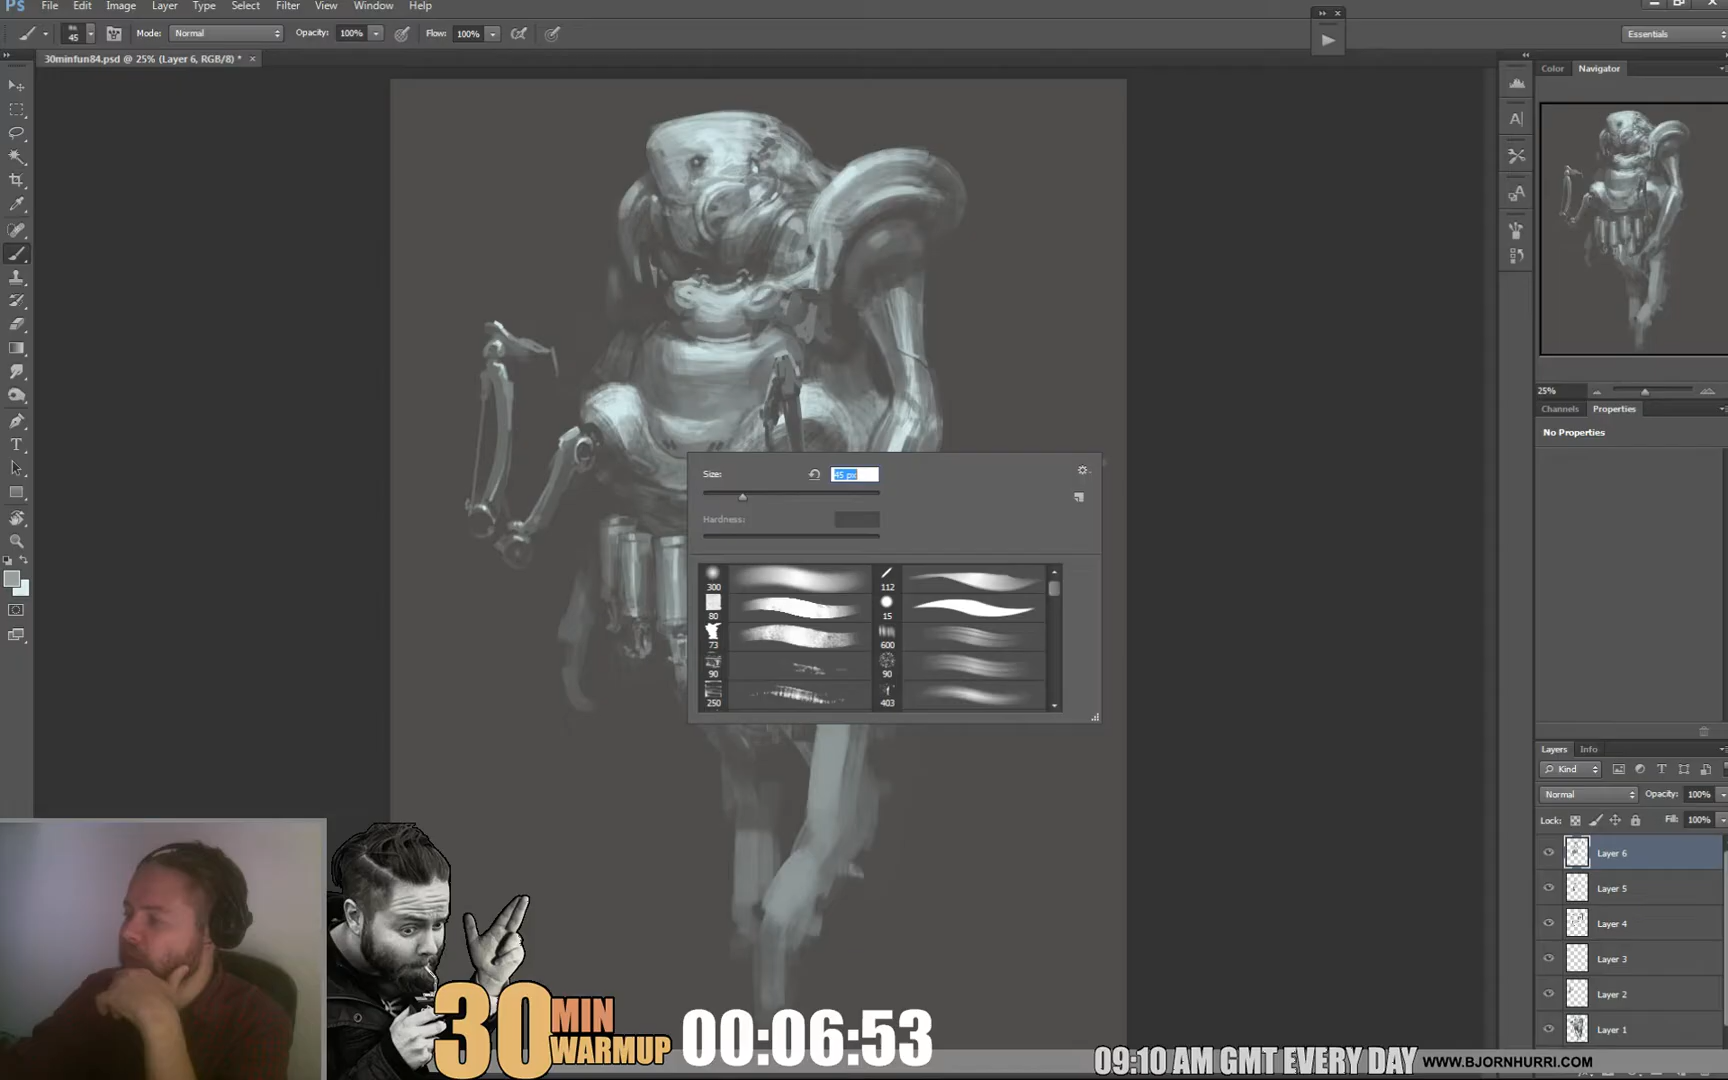 Ps File Edit Image Layer Type Select Filter View Window Help
45 Mode: Normal Opacity: 100% Flow: 100% Essentials
30minfun84.psd @ 25% (Layer 6, RGB/8) * ×
Color Navigator
25%
Channels Properties
No Properties
Size: 45 px
Hardness:
300 112
80 15
73 600
90 90
250 403
Layers Info
Kind
Normal Opacity: 100%
Lock: Fill: 100%
Layer 6
Layer 5
Layer 4
Layer 3
Layer 2
Layer 1
30 MIN
WARMUP
00:06:53
09:10 AM GMT EVERY DAY WWW.BJORNHURRI.COM